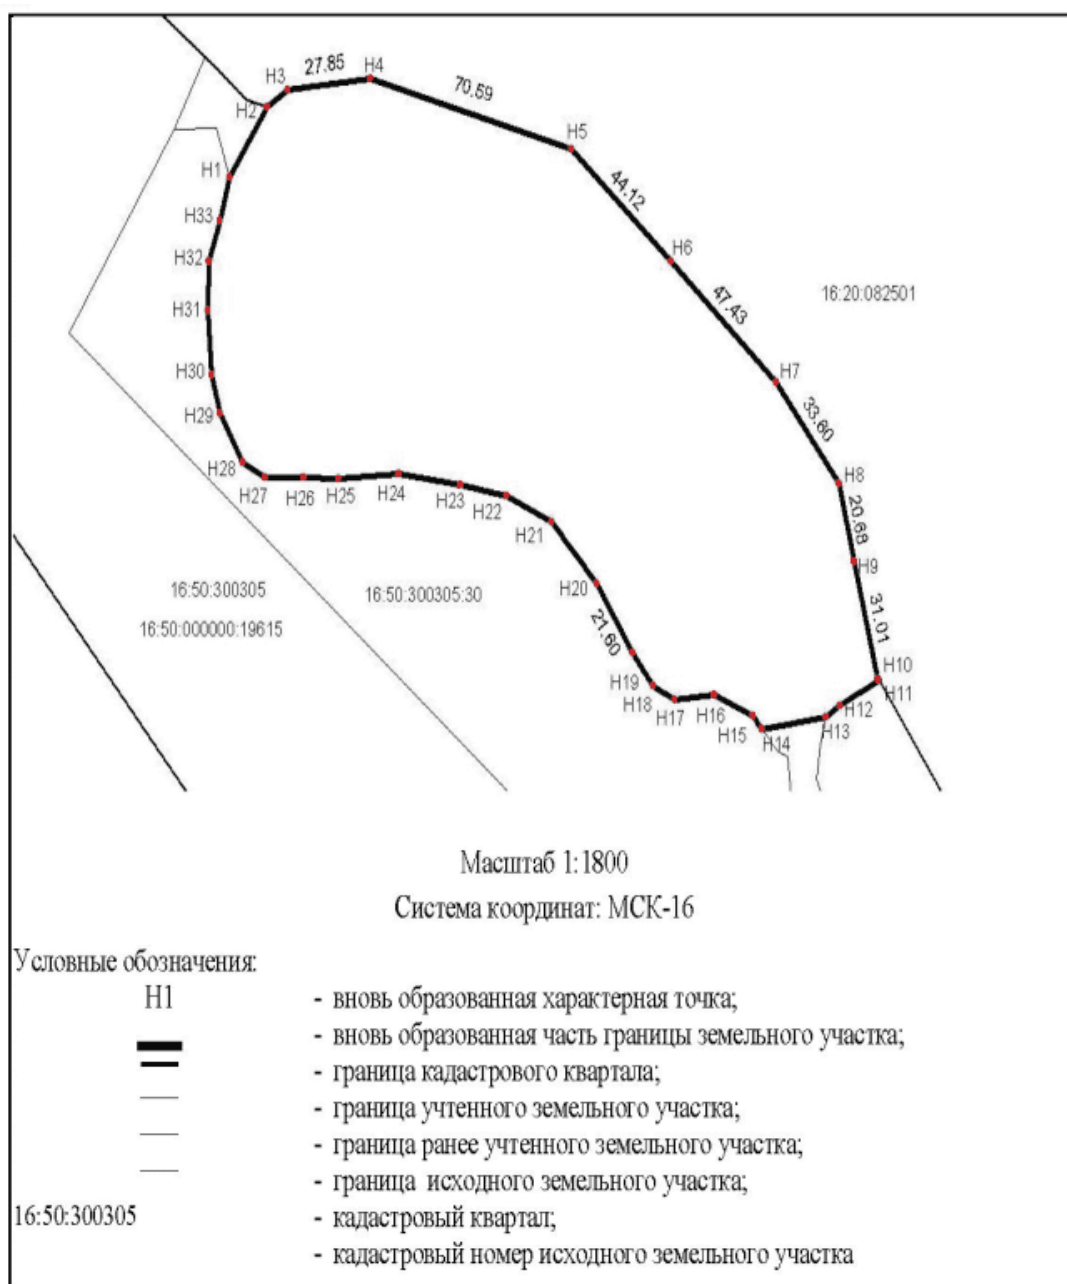 27.85
H4
H3
70.59
H2
H5
H1
44.12
H33
H6
H32
47.43
16:20:082501
H31
H30
H7
H29
33.60
H28
H8
H27
H26
H25
H24
H23
H22
20.68
H21
H9
16:50:300305
16:50:300305:30
H20
16:50:000000:19615
21.60
31.01
H19
H10
H18
H11
H17
H16
H12
H15
H14
H13
Масштаб 1:1800
Система координат: МСК-16
Условные обозначения:
Н1 - вновь образованная характерная точка;
- вновь образованная часть границы земельного участка;
- граница кадастрового квартала;
- граница учтенного земельного участка;
- граница ранее учтенного земельного участка;
- граница исходного земельного участка;
16:50:300305 - кадастровый квартал;
- кадастровый номер исходного земельного участка